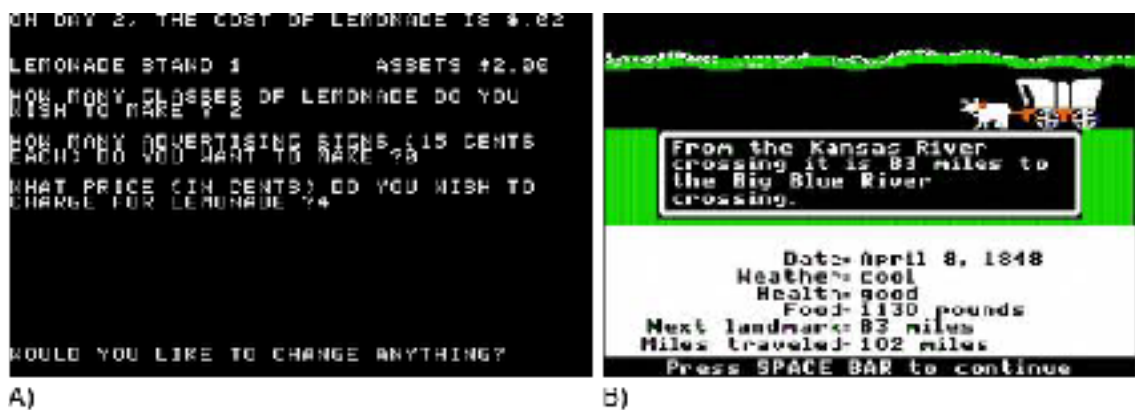 ON DAY 2, THE COST OF LEMONADE IS $.02
LEMONADE STAND 1 ASSETS $2.00
HOW MANY GLASSES OF LEMONADE DO YOU
WISH TO MAKE ? 2
HOW MANY ADVERTISING SIGNS (15 CENTS
EACH) DO YOU WANT TO MAKE ?0
WHAT PRICE (IN CENTS) DO YOU WISH TO
CHARGE FOR LEMONADE ?4
WOULD YOU LIKE TO CHANGE ANYTHING?
A)
From the Kansas River
crossing it is 83 miles to
the Big Blue River
crossing.
Date: April 8, 1848
Weather: cool
Health: good
Food: 1130 pounds
Next landmark: 83 miles
Miles traveled: 102 miles
Press SPACE BAR to continue
B)